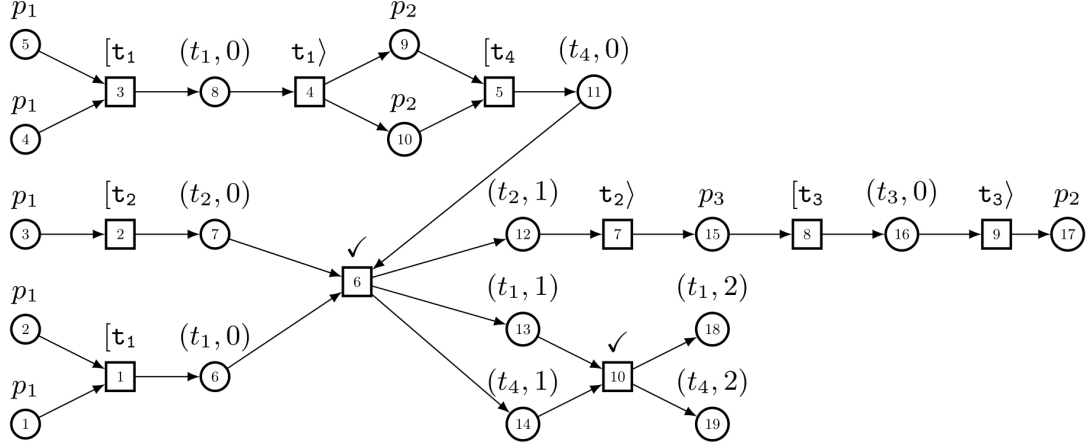 p₁ p₂
5 [t₁ (t₁, 0) t₁⟩ 9 [t₄ (t₄, 0)
p₁ 3 8 4 p₂ 5 11
4 10
p₁ [t₂ (t₂, 0) (t₂, 1) t₂⟩ p₃ [t₃ (t₃, 0) t₃⟩ p₂
3 2 7 12 7 15 8 16 9 17
✓
p₁ 6 (t₁, 1) (t₁, 2)
2 [t₁ (t₁, 0) 13 ✓ 18
p₁ 1 6 (t₄, 1) 10 (t₄, 2)
1 14 19